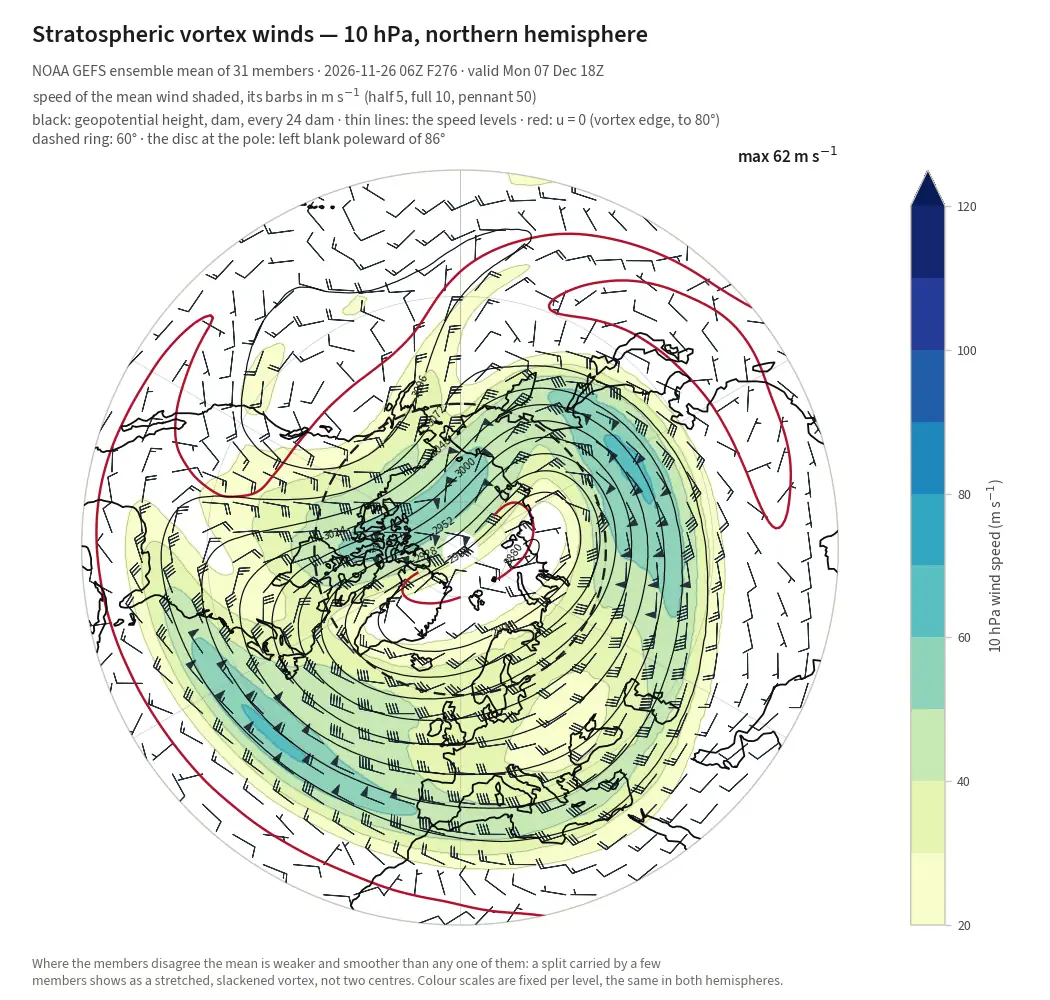 Stratospheric vortex winds — 10 hPa, northern hemisphere
NOAA GEFS ensemble mean of 31 members · 2026-11-26 06Z F276 · valid Mon 07 Dec 18Z
speed of the mean wind shaded, its barbs in m s⁻¹ (half 5, full 10, pennant 50)
black: geopotential height, dam, every 24 dam · thin lines: the speed levels · red: u = 0 (vortex edge, to 80°)
dashed ring: 60° · the disc at the pole: left blank poleward of 86°
max 62 m s⁻¹
120
100
80
60
40
20
10 hPa wind speed (m s⁻¹)
3000
3024
2952
Where the members disagree the mean is weaker and smoother than any one of them: a split carried by a few
members shows as a stretched, slackened vortex, not two centres. Colour scales are fixed per level, the same in both hemispheres.